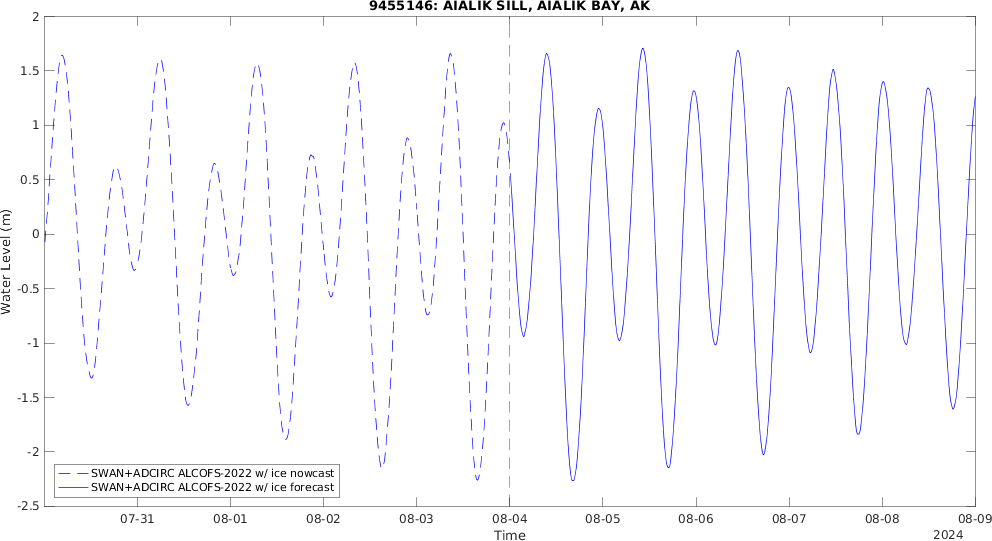 9455146: AIALIK SILL, AIALIK BAY, AK
2
1.5
1
0.5
0
-0.5
-1
-1.5
-2
-2.5
Water Level (m)
SWAN+ADCIRC ALCOFS-2022 w/ ice nowcast
SWAN+ADCIRC ALCOFS-2022 w/ ice forecast
07-31 08-01 08-02 08-03 08-04 08-05 08-06 08-07 08-08 08-09
Time
2024